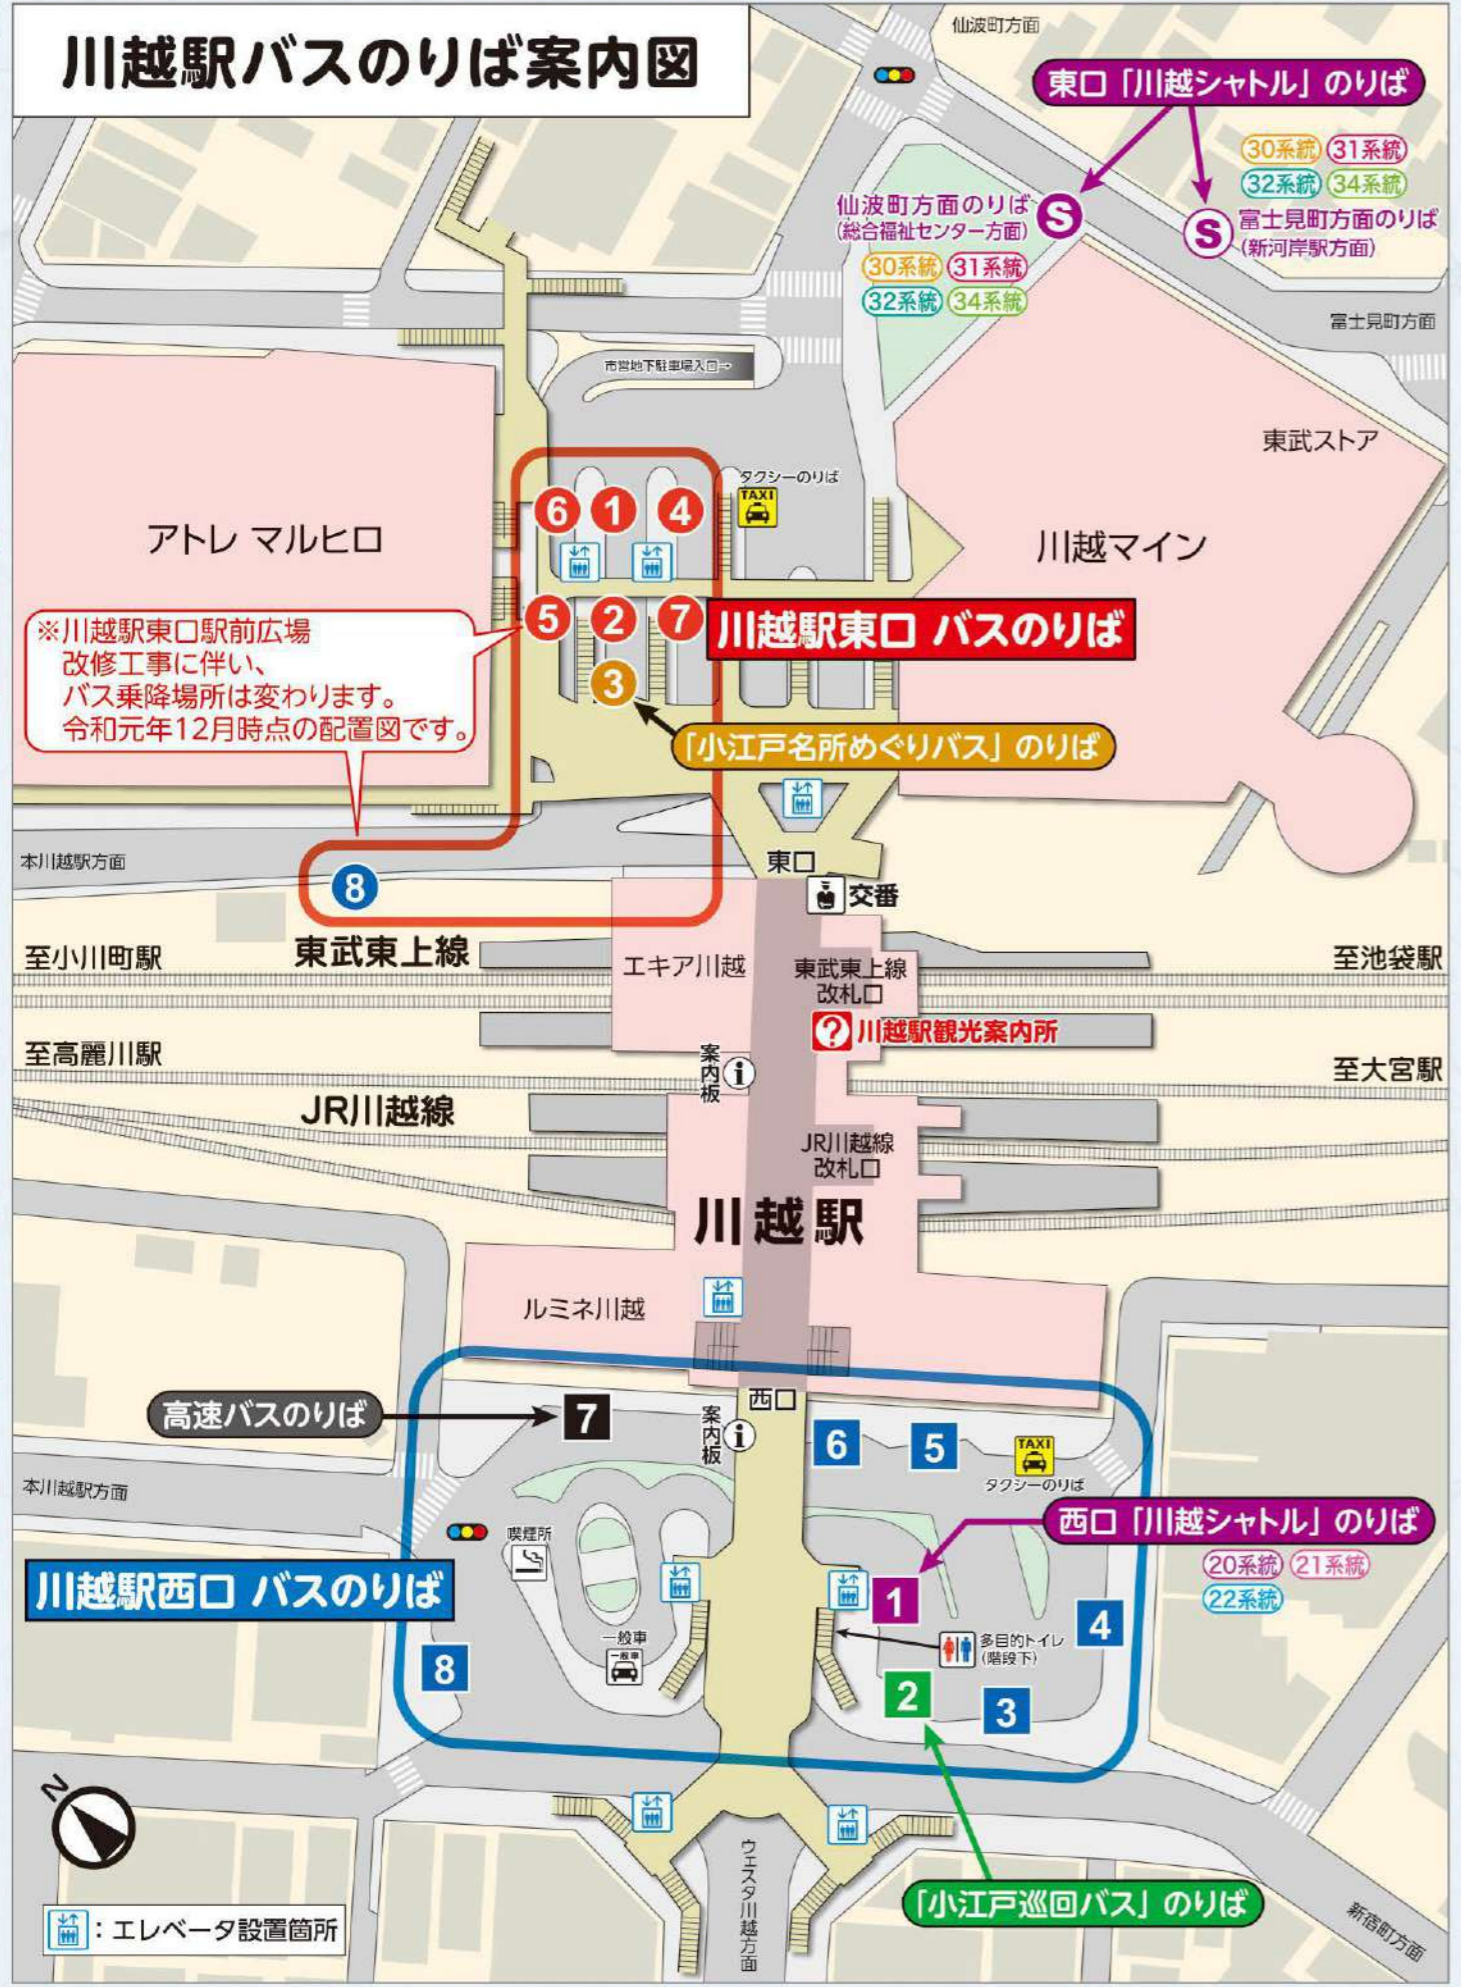 川越駅バスのりば案内図
仙波町方面
東口「川越シャトル」のりば
30系統 31系統
32系統 34系統
仙波町方面のりば
(総合福祉センター方面)
30系統 31系統
32系統 34系統
S
S
富士見町方面のりば
(新河岸駅方面)
富士見町方面
市営地下駐車場入口→
東武ストア
タクシーのりば
TAXI
6 1 4
アトレ マルヒロ
川越マイン
5 2 7
川越駅東口 バスのりば
3
※川越駅東口駅前広場
改修工事に伴い、
バス乗降場所は変わります。
令和元年12月時点の配置図です。
「小江戸名所めぐりバス」のりば
本川越駅方面
8
東口
交番
至小川町駅
東武東上線
エキア川越
東武東上線
改札口
至池袋駅
? 川越駅観光案内所
至高麗川駅
案内板
i
至大宮駅
JR川越線
JR川越線
改札口
川越駅
ルミネ川越
西口
高速バスのりば
7
案内板
i
6
5
TAXI
タクシーのりば
本川越駅方面
喫煙所
西口「川越シャトル」のりば
20系統 21系統
22系統
川越駅西口 バスのりば
1
4
一般車
一般車
多目的トイレ
(階段下)
8
2
3
N
ウェスタ川越方面
「小江戸巡回バス」のりば
新宿町方面
：エレベータ設置箇所